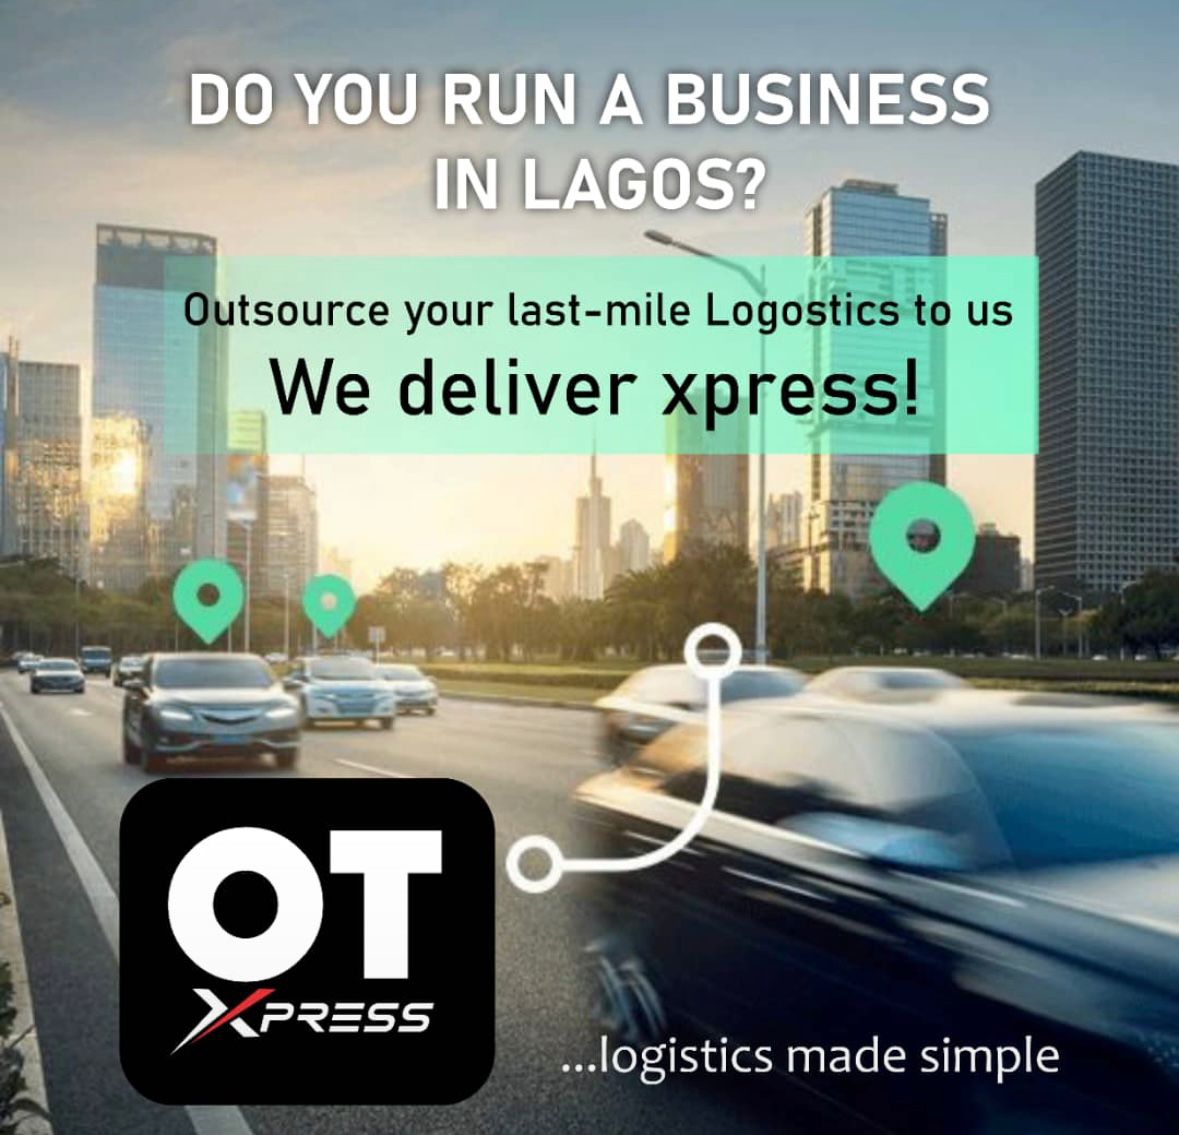 DO YOU RUN A BUSINESS
IN LAGOS?
Outsource your last-mile Logostics to us
We deliver xpress!
OT
XPRESS
...logistics made simple